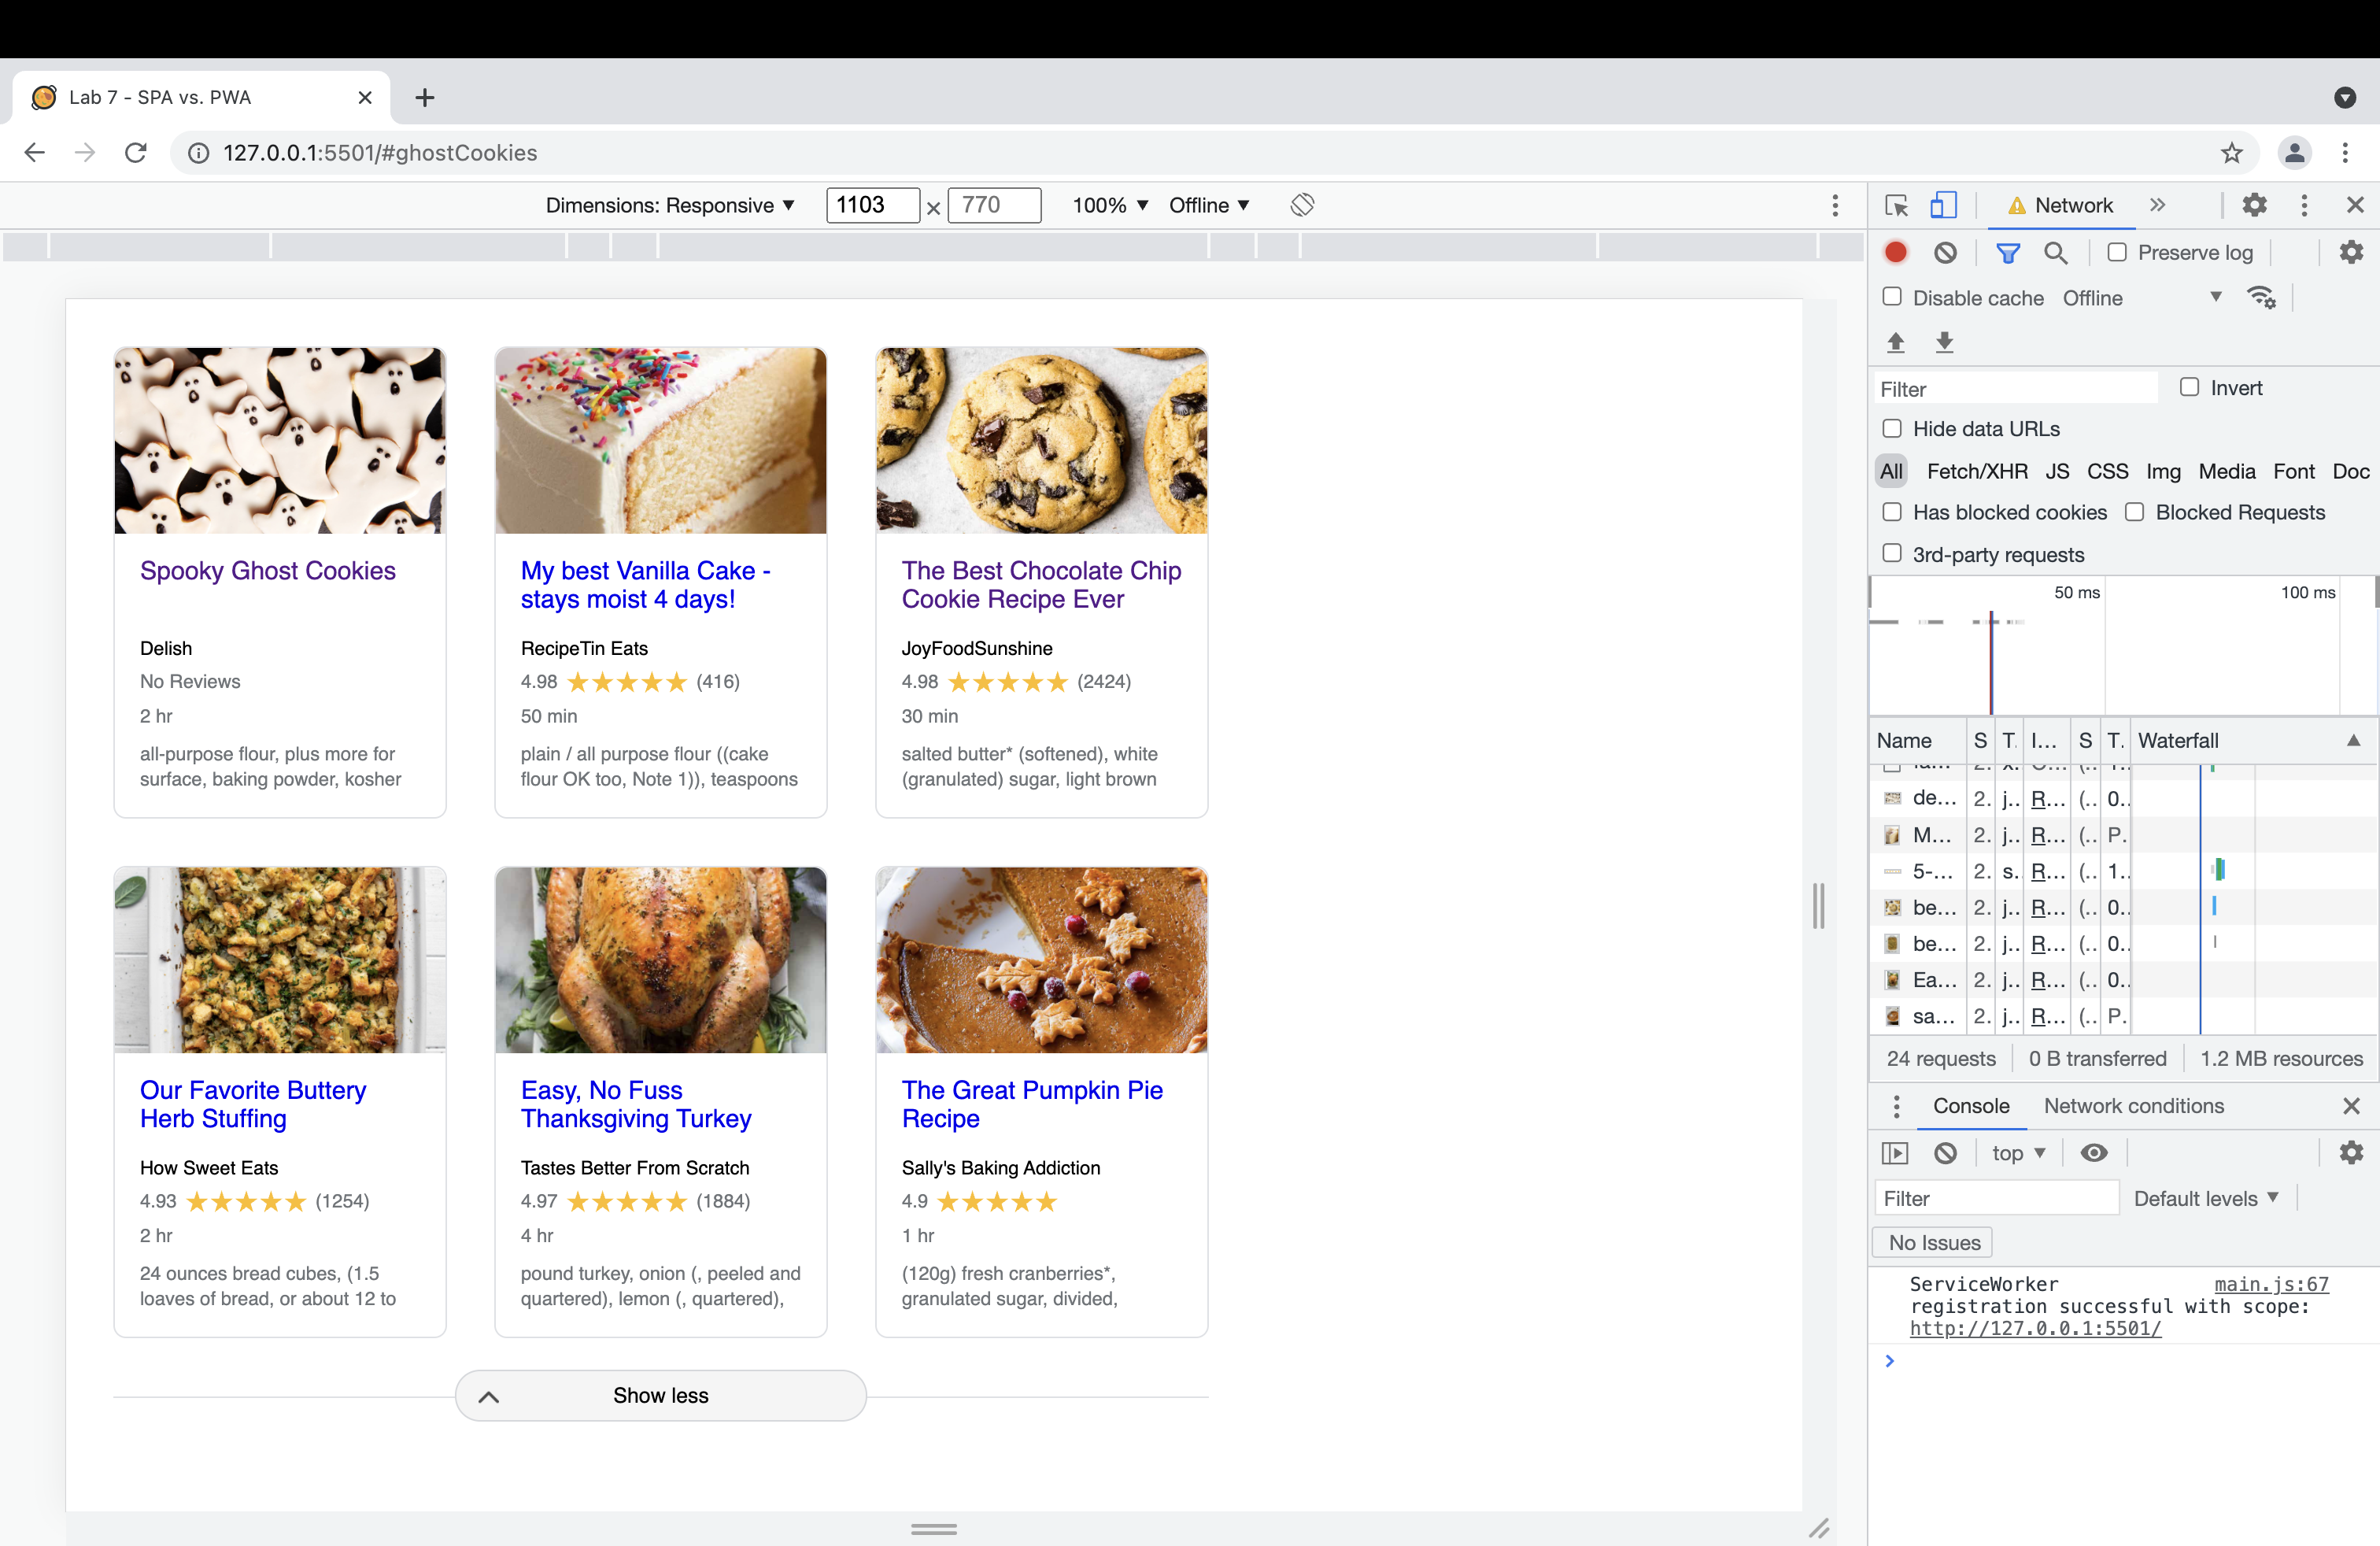 Lab 7 - SPA vs. PWA
127.0.0.1:5501/#ghostCookies
Dimensions: Responsive ▼ 1103 × 770 100% ▼ Offline ▼
Network
Preserve log
Disable cache Offline
Filter Invert
Hide data URLs
All Fetch/XHR JS CSS Img Media Font Doc
Has blocked cookies Blocked Requests
3rd-party requests
50 ms 100 ms
Name S T. I... S T. Waterfall
de... 2. j.. R... (.. 0..
M... 2. j.. R... (.. P.
5-... 2. s. R... (.. 1..
be... 2. j.. R... (.. 0..
be... 2. j.. R... (.. 0..
Ea... 2. j.. R... (.. 0..
sa... 2. j.. R... (.. P.
24 requests 0 B transferred 1.2 MB resources
Console Network conditions
top ▼
Filter Default levels ▼
No Issues
ServiceWorker main.js:67
registration successful with scope:
http://127.0.0.1:5501/
Spooky Ghost Cookies
Delish
No Reviews
2 hr
all-purpose flour, plus more for
surface, baking powder, kosher
My best Vanilla Cake -
stays moist 4 days!
RecipeTin Eats
4.98 ★★★★★ (416)
50 min
plain / all purpose flour ((cake
flour OK too, Note 1)), teaspoons
The Best Chocolate Chip
Cookie Recipe Ever
JoyFoodSunshine
4.98 ★★★★★ (2424)
30 min
salted butter* (softened), white
(granulated) sugar, light brown
Our Favorite Buttery
Herb Stuffing
How Sweet Eats
4.93 ★★★★★ (1254)
2 hr
24 ounces bread cubes, (1.5
loaves of bread, or about 12 to
Easy, No Fuss
Thanksgiving Turkey
Tastes Better From Scratch
4.97 ★★★★★ (1884)
4 hr
pound turkey, onion (, peeled and
quartered), lemon (, quartered),
The Great Pumpkin Pie
Recipe
Sally's Baking Addiction
4.9 ★★★★★
1 hr
(120g) fresh cranberries*,
granulated sugar, divided,
Show less